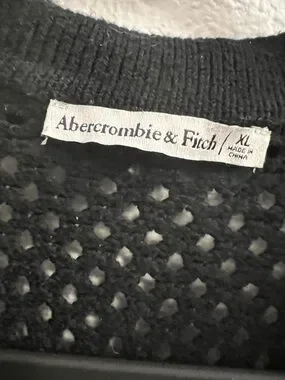 Abercrombie & Fitch / XL
MADE IN
CHINA